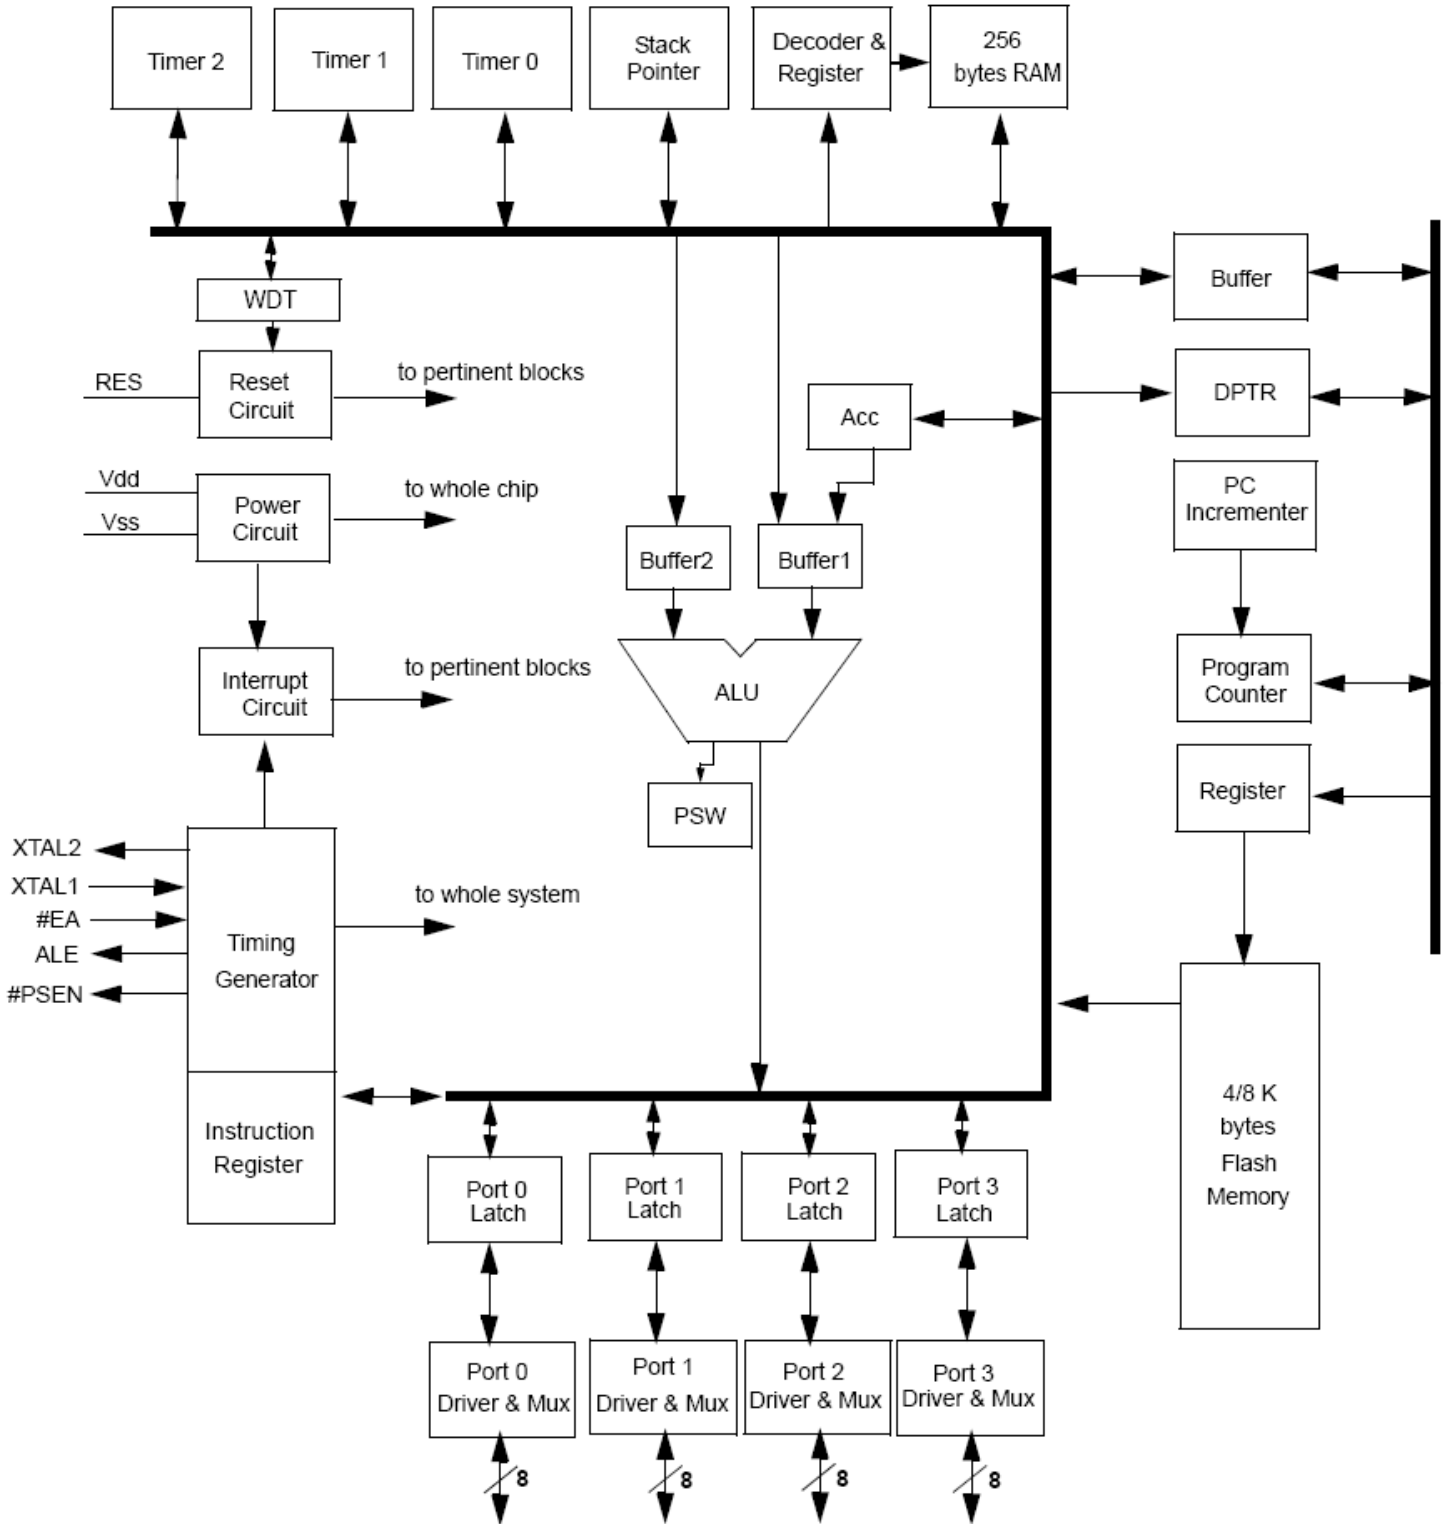 Timer 2
Timer 1
Timer 0
Stack
Pointer
Decoder &
Register
256
bytes RAM
WDT
Buffer
RES
Reset
Circuit
to pertinent blocks
Acc
DPTR
Vdd
Vss
Power
Circuit
to whole chip
PC
Incrementer
Buffer2
Buffer1
Interrupt
Circuit
to pertinent blocks
ALU
Program
Counter
PSW
Register
XTAL2
XTAL1
#EA
ALE
#PSEN
Timing
Generator
to whole system
Instruction
Register
4/8 K
bytes
Flash
Memory
Port 0
Latch
Port 1
Latch
Port 2
Latch
Port 3
Latch
Port 0
Driver & Mux
Port 1
Driver & Mux
Port 2
Driver & Mux
Port 3
Driver & Mux
8
8
8
8